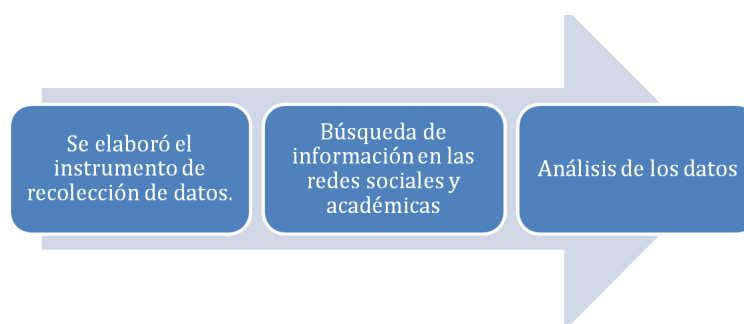 Se elaboró el
instrumento de
recolección de datos.
Búsqueda de
información en las
redes sociales y
académicas
Análisis de los datos